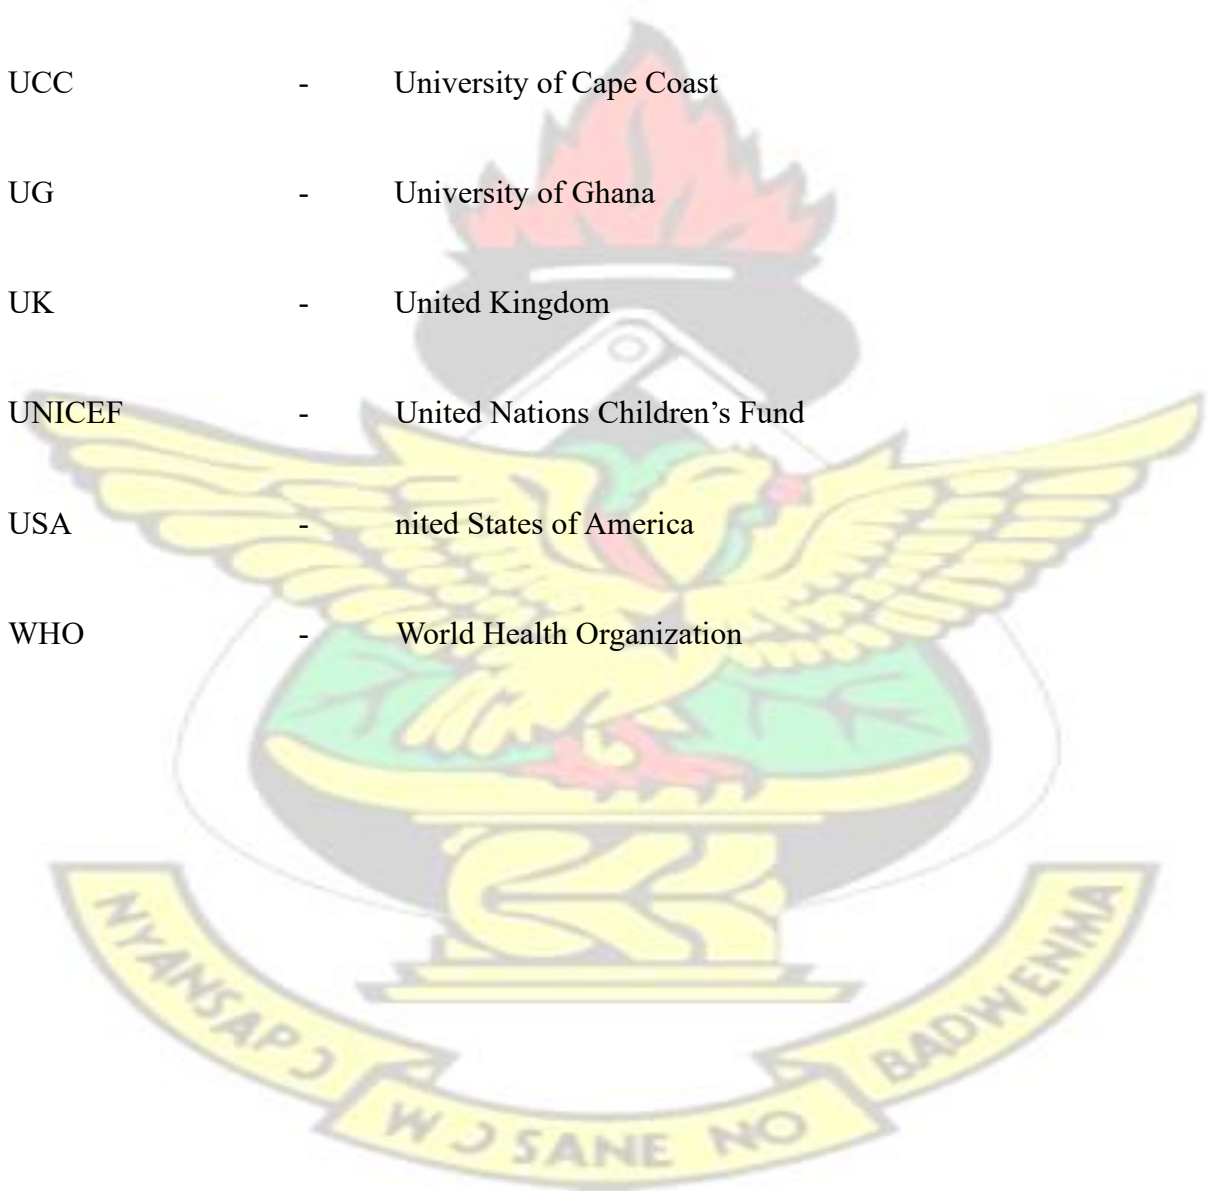 UCC - University of Cape Coast
UG - University of Ghana
UK - United Kingdom
UNICEF - United Nations Children’s Fund
USA - nited States of America
WHO - World Health Organization
NYANSAPƆ
WƆSANE NO
BADWENMA